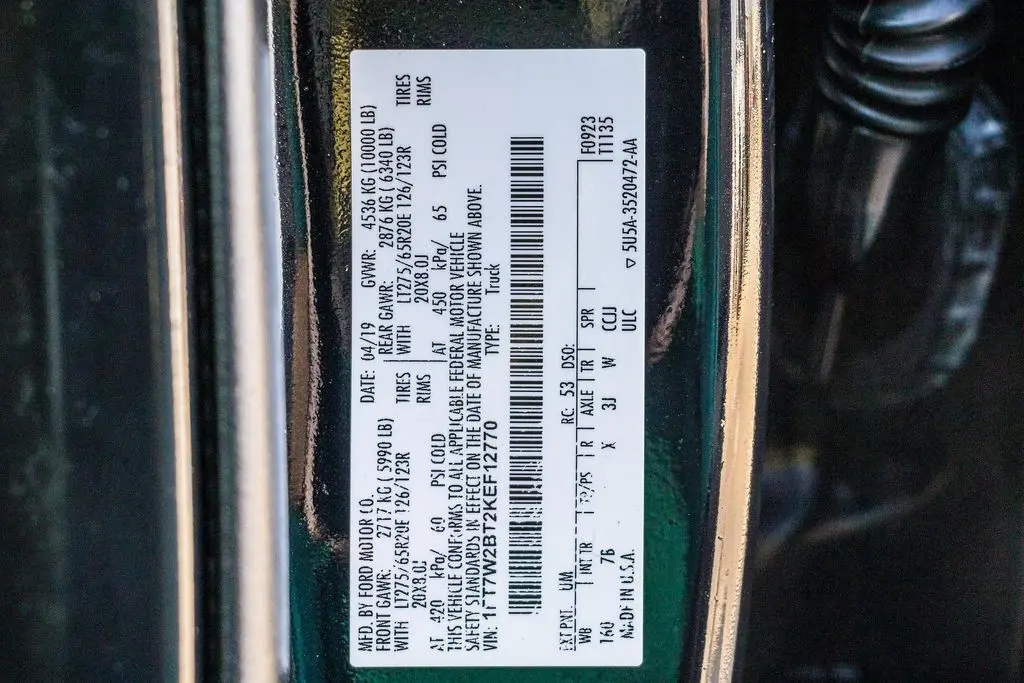 MFD. BY FORD MOTOR CO. DATE: 04/19 GVWR: 4536 KG (10000 LB)
FRONT GAWR: 2717 KG ( 5990 LB) REAR GAWR: 2876 KG ( 6340 LB)
WITH LT275/65R20E 126/123R TIRES WITH LT275/65R20E 126/123R TIRES
20X8.0J RIMS 20X8.0J RIMS
AT 420 kPa/ 60 PSI COLD AT 450 kPa/ 65 PSI COLD
THIS VEHICLE CONFORMS TO ALL APPLICABLE FEDERAL MOTOR VEHICLE
SAFETY STANDARDS IN EFFECT ON THE DATE OF MANUFACTURE SHOWN ABOVE.
VIN: 1FT7W2BT2KEF12770 TYPE: Truck
EXT PNT: UM RC: 53 DSO: F0923
WB INT TR TP/PS R AXLE TR SPR T1135
160 7B X 3J W CCJJ
MADE IN U.S.A. ULC ▽ 5U5A-3520472-AA